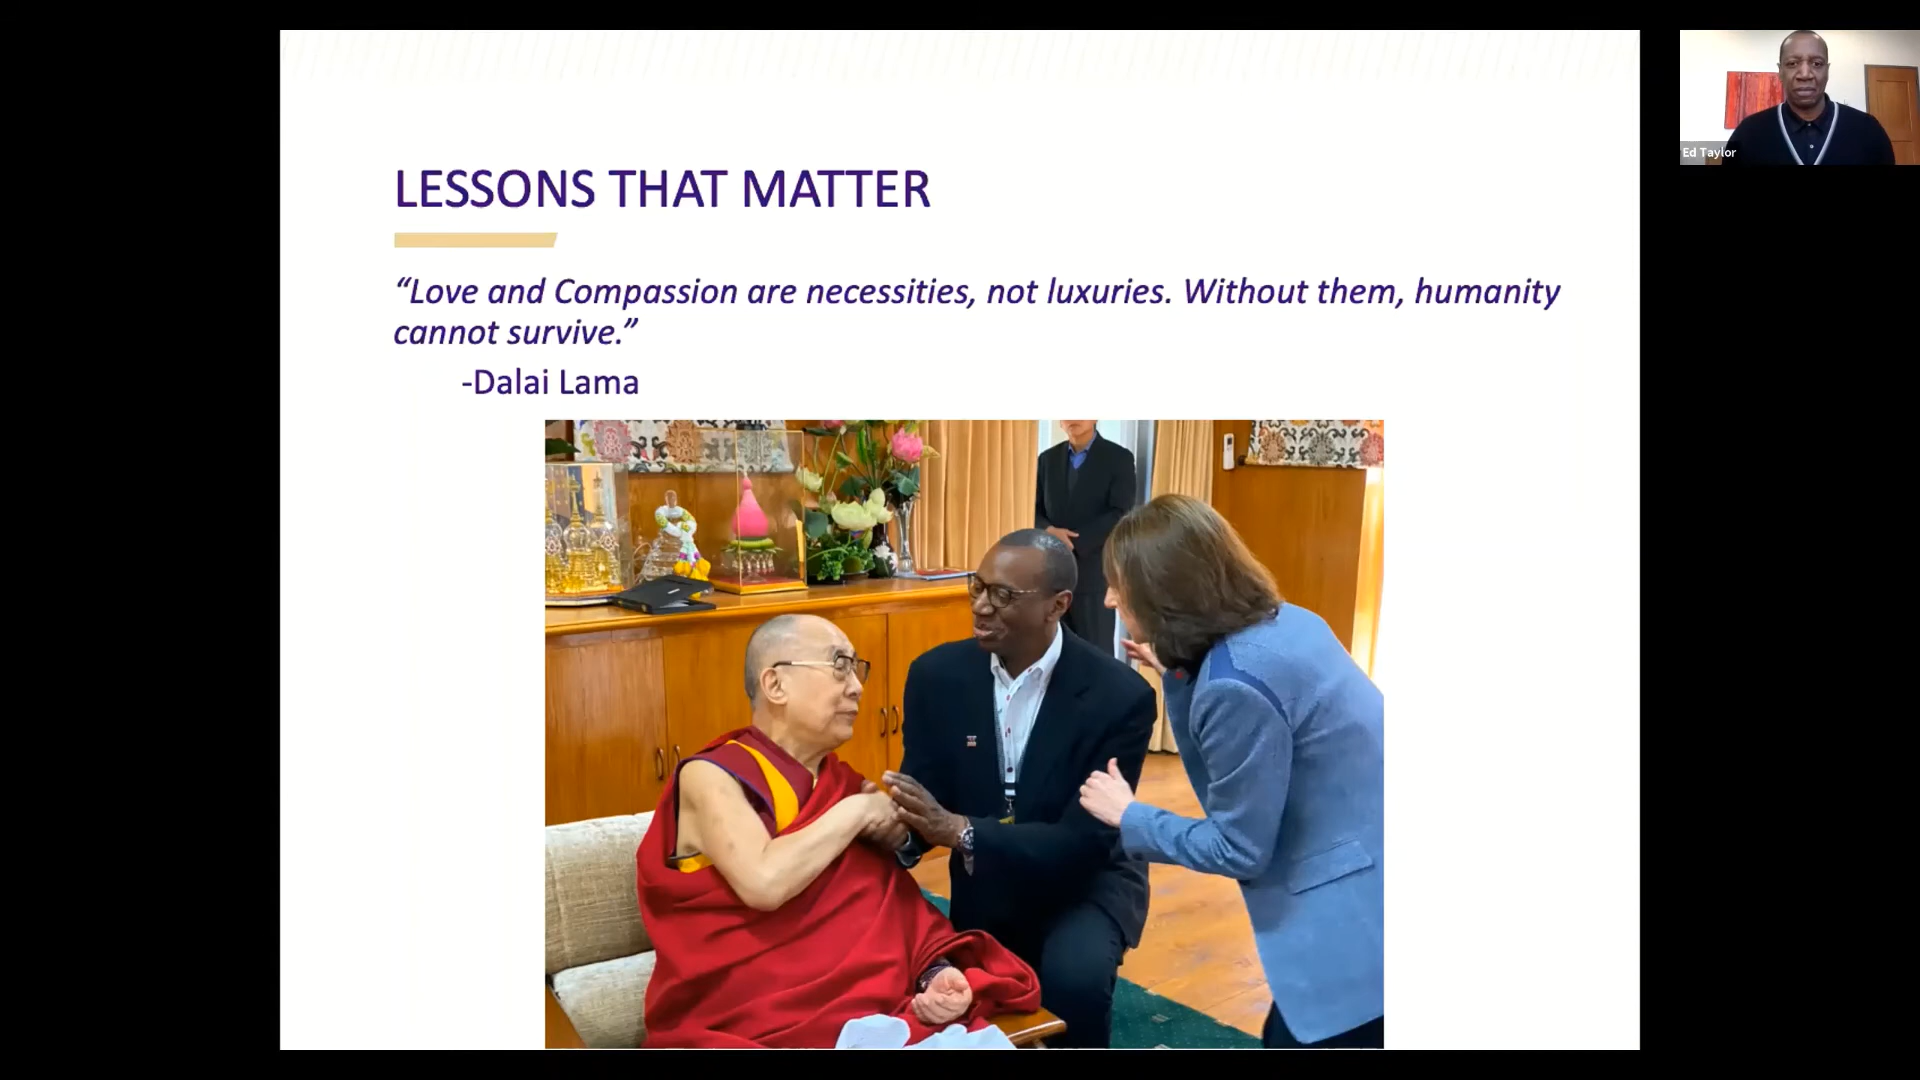 LESSONS THAT MATTER
“Love and Compassion are necessities, not luxuries. Without them, humanity
cannot survive.”
-Dalai Lama
Ed Taylor